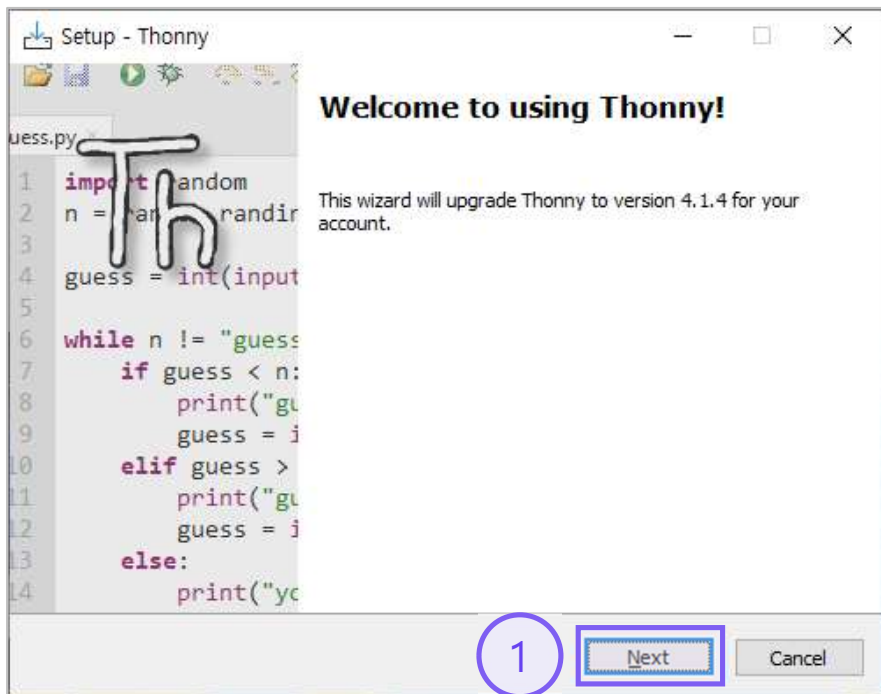 Setup - Thonny
Welcome to using Thonny!
This wizard will upgrade Thonny to version 4.1.4 for your
account.
uess.py
Th
1 import random
2 n = randir
3
4 guess = int(input
5
6 while n != "guess
7 if guess < n:
8 print("gu
9 guess = i
10 elif guess >
11 print("gu
12 guess = i
13 else:
14 print("yo
1
Next
Cancel